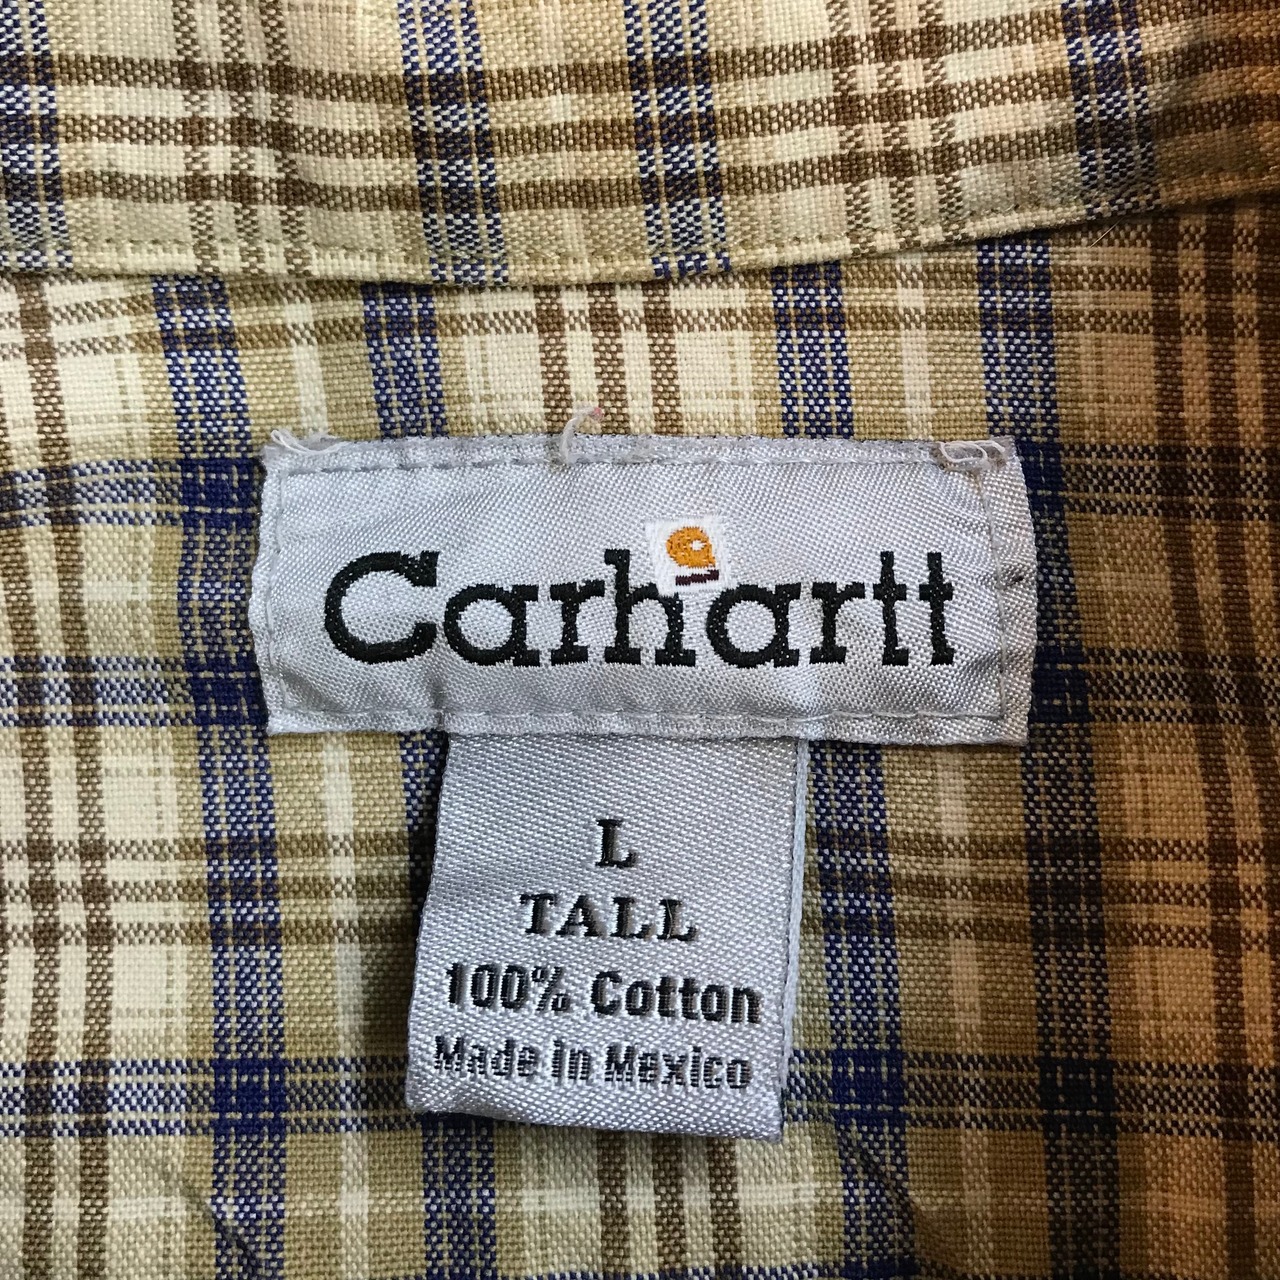 Carhartt
L
TALL
100% Cotton
Made in Mexico